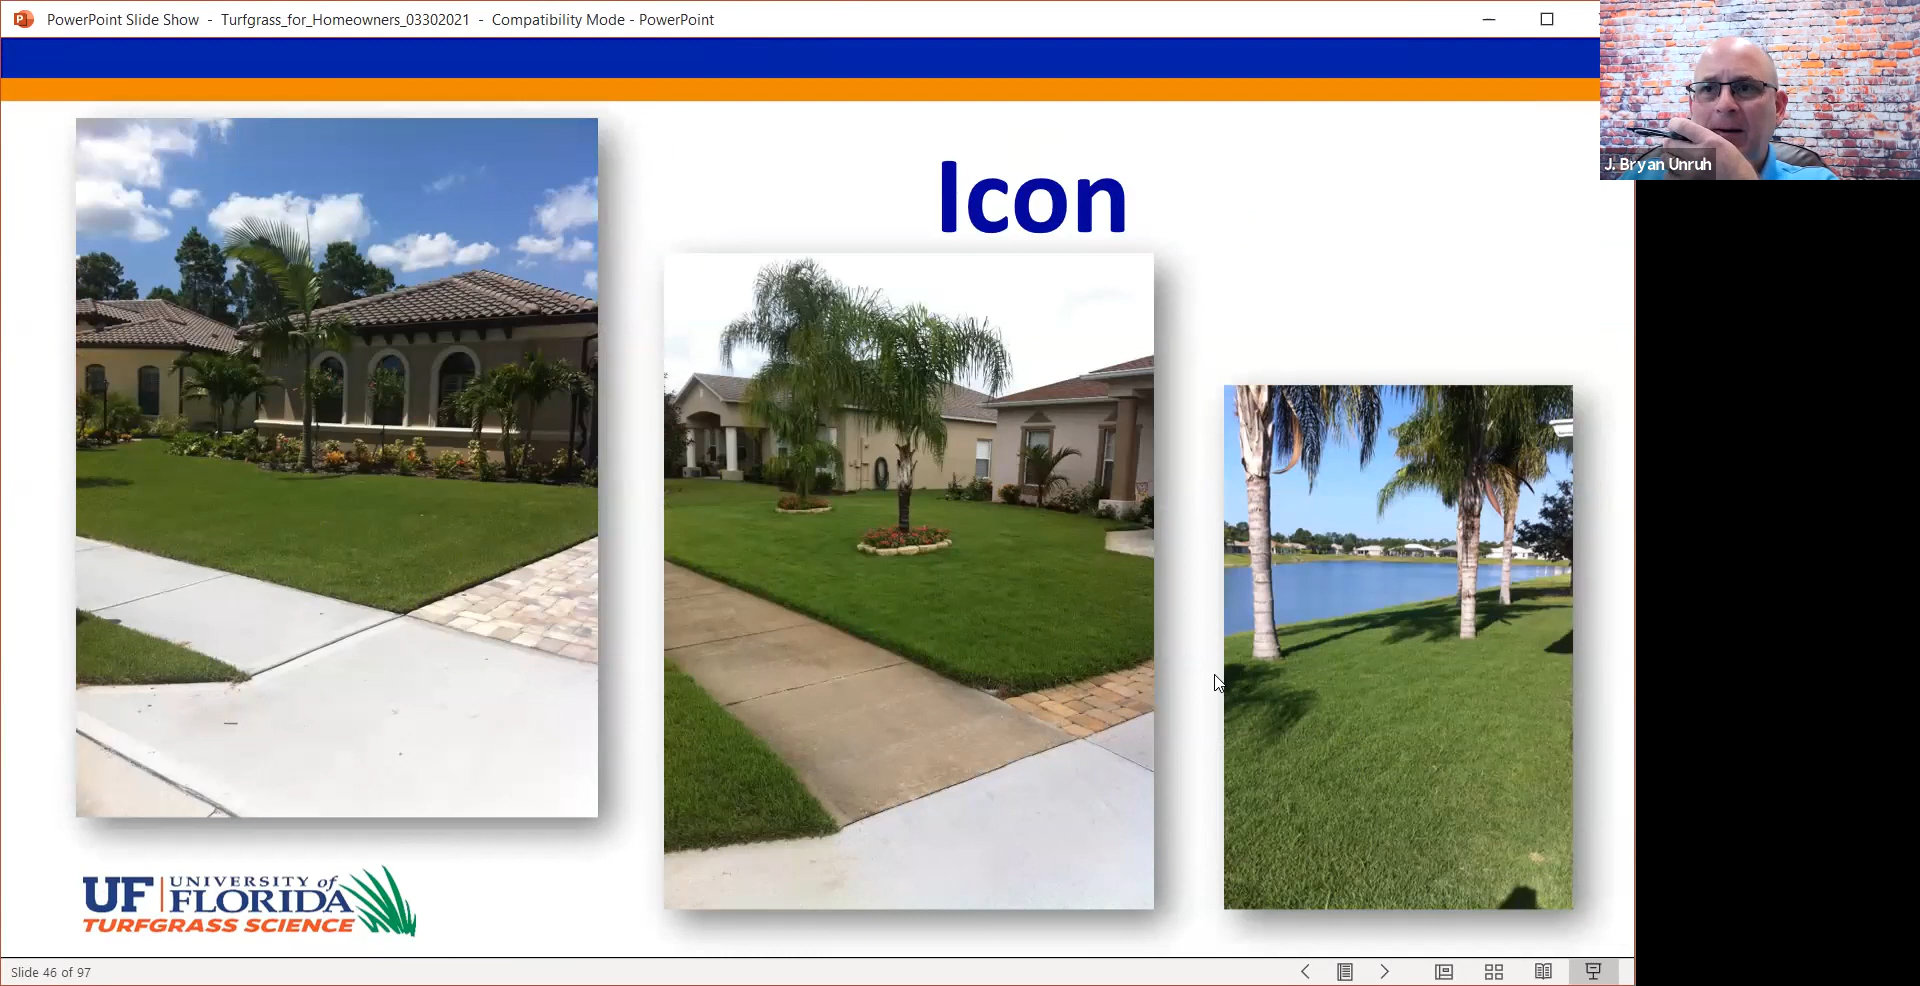 PowerPoint Slide Show - Turfgrass_for_Homeowners_03302021 - Compatibility Mode - PowerPoint
J. Bryan Unruh
Icon
UF UNIVERSITY of
FLORIDA
TURFGRASS SCIENCE
Slide 46 of 97